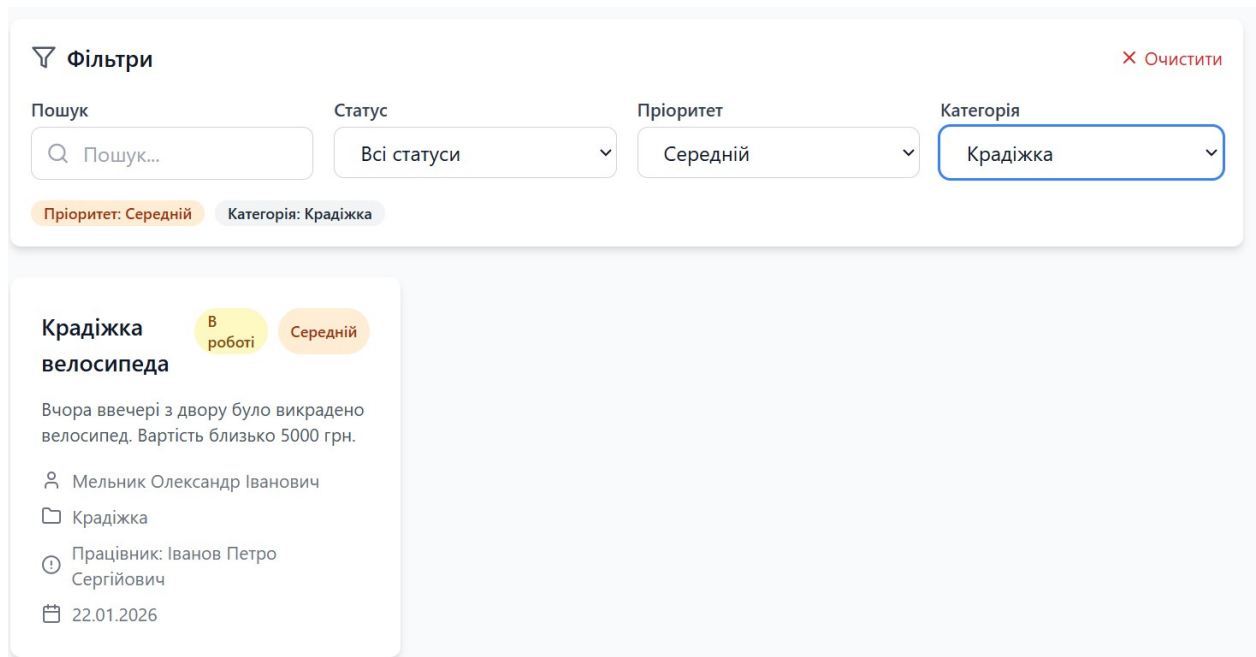 Фільтри
Очистити
Пошук
Статус
Пріоритет
Категорія
Пошук...
Всі статуси
Середній
Крадіжка
Пріоритет: Середній
Категорія: Крадіжка
Крадіжка
велосипеда
В
роботі
Середній
Вчора ввечері з двору було викрадено
велосипед. Вартість близько 5000 грн.
Мельник Олександр Іванович
Крадіжка
Працівник: Іванов Петро
Сергійович
22.01.2026